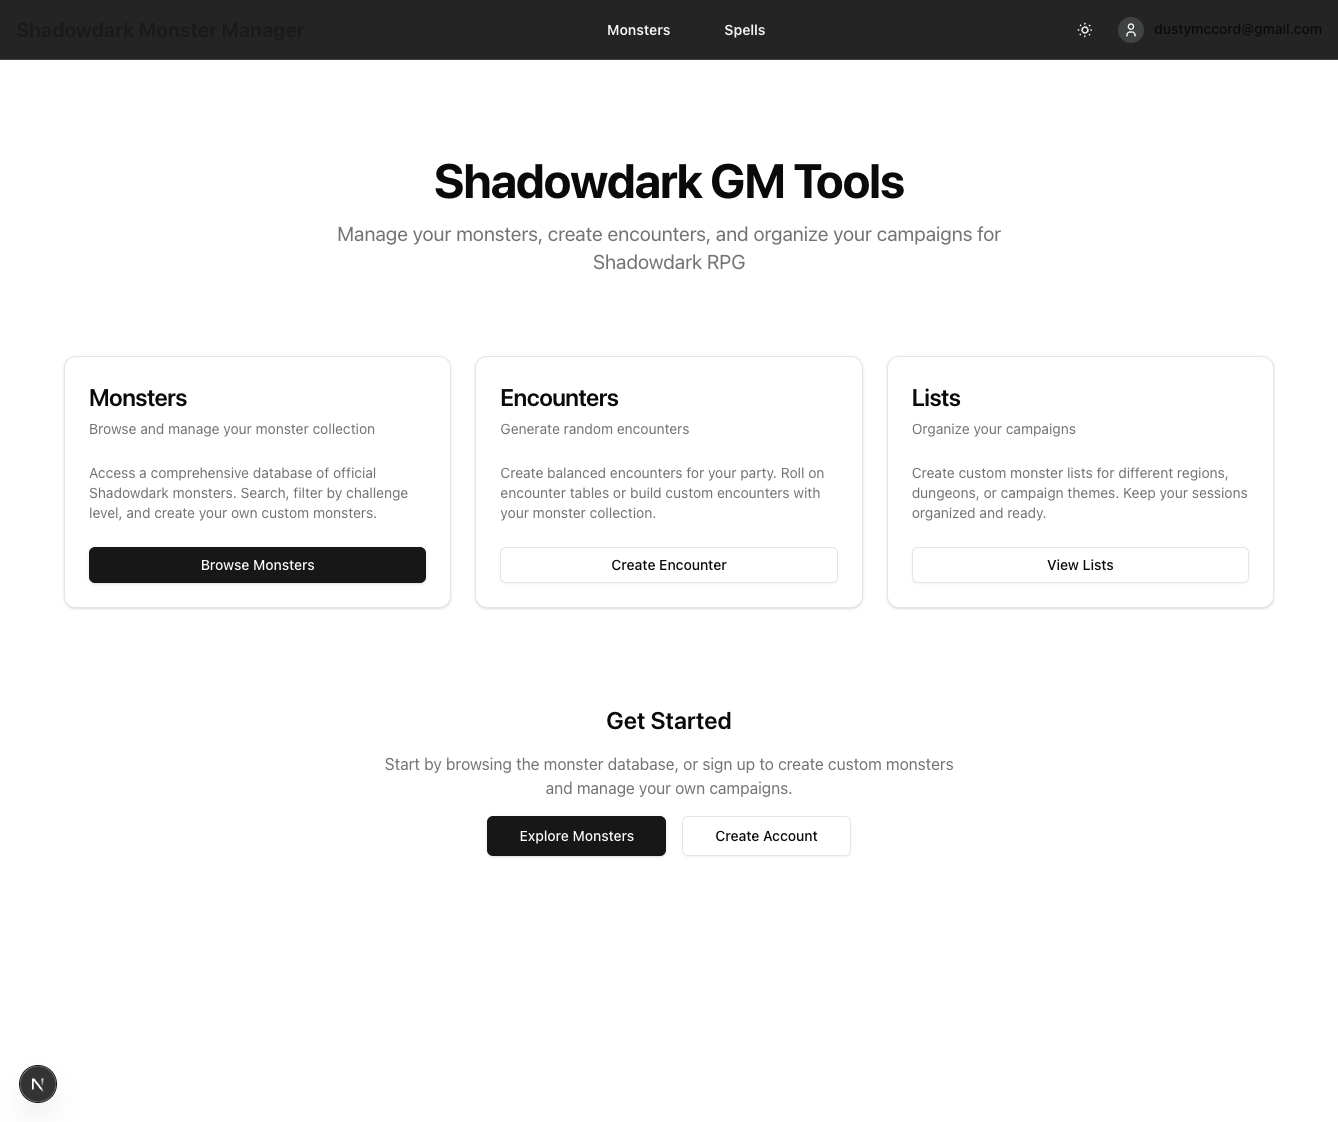 Shadowdark Monster Manager
Monsters
Spells
dustymccord@gmail.com
Shadowdark GM Tools
Manage your monsters, create encounters, and organize your campaigns for
Shadowdark RPG
Monsters
Browse and manage your monster collection
Access a comprehensive database of official
Shadowdark monsters. Search, filter by challenge
level, and create your own custom monsters.
Browse Monsters
Encounters
Generate random encounters
Create balanced encounters for your party. Roll on
encounter tables or build custom encounters with
your monster collection.
Create Encounter
Lists
Organize your campaigns
Create custom monster lists for different regions,
dungeons, or campaign themes. Keep your sessions
organized and ready.
View Lists
Get Started
Start by browsing the monster database, or sign up to create custom monsters
and manage your own campaigns.
Explore Monsters
Create Account
N